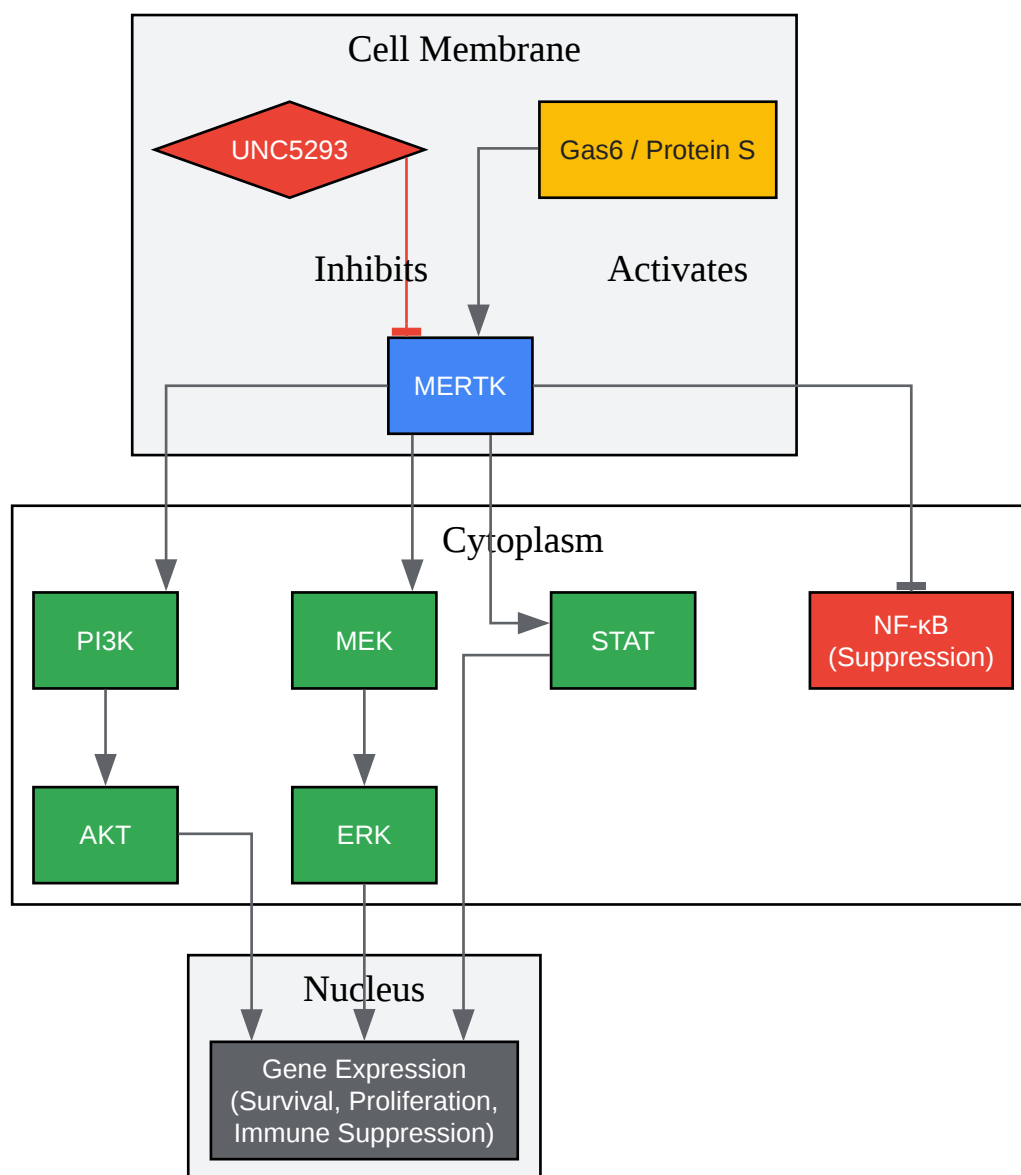 Cell Membrane
UNC5293
Gas6 / Protein S
Inhibits
Activates
MERTK
Cytoplasm
PI3K
MEK
STAT
NF-κB
(Suppression)
AKT
ERK
Nucleus
Gene Expression
(Survival, Proliferation,
Immune Suppression)